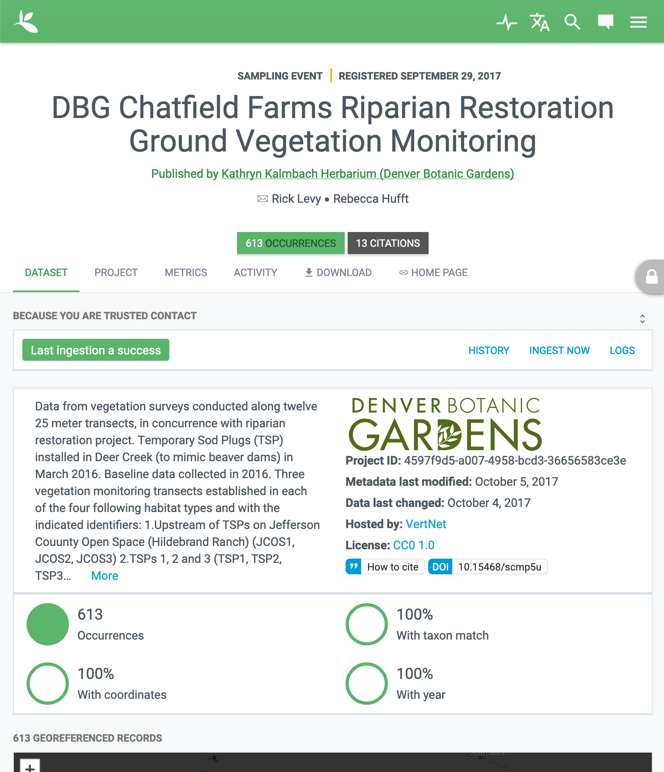 SAMPLING EVENT | REGISTERED SEPTEMBER 29, 2017
DBG Chatfield Farms Riparian Restoration
Ground Vegetation Monitoring
Published by Kathryn Kalmbach Herbarium (Denver Botanic Gardens)
Rick Levy • Rebecca Hufft
613 OCCURRENCES 13 CITATIONS
DATASET PROJECT METRICS ACTIVITY DOWNLOAD HOME PAGE
BECAUSE YOU ARE TRUSTED CONTACT
Last ingestion a success HISTORY INGEST NOW LOGS
Data from vegetation surveys conducted along twelve
25 meter transects, in concurrence with riparian
restoration project. Temporary Sod Plugs (TSP)
installed in Deer Creek (to mimic beaver dams) in
March 2016. Baseline data collected in 2016. Three
vegetation monitoring transects established in each
of the four following habitat types and with the
indicated identifiers: 1.Upstream of TSPs on Jefferson
Couunty Open Space (Hildebrand Ranch) (JCOS1,
JCOS2, JCOS3) 2.TSPs 1, 2 and 3 (TSP1, TSP2,
TSP3... More
DENVER BOTANIC
GARDENS
Project ID: 4597f9d5-a007-4958-bcd3-36656583ce3e
Metadata last modified: October 5, 2017
Data last changed: October 4, 2017
Hosted by: VertNet
License: CC0 1.0
How to cite DOI 10.15468/scmp5u
613
Occurrences
100%
With taxon match
100%
With coordinates
100%
With year
613 GEOREFERENCED RECORDS
+